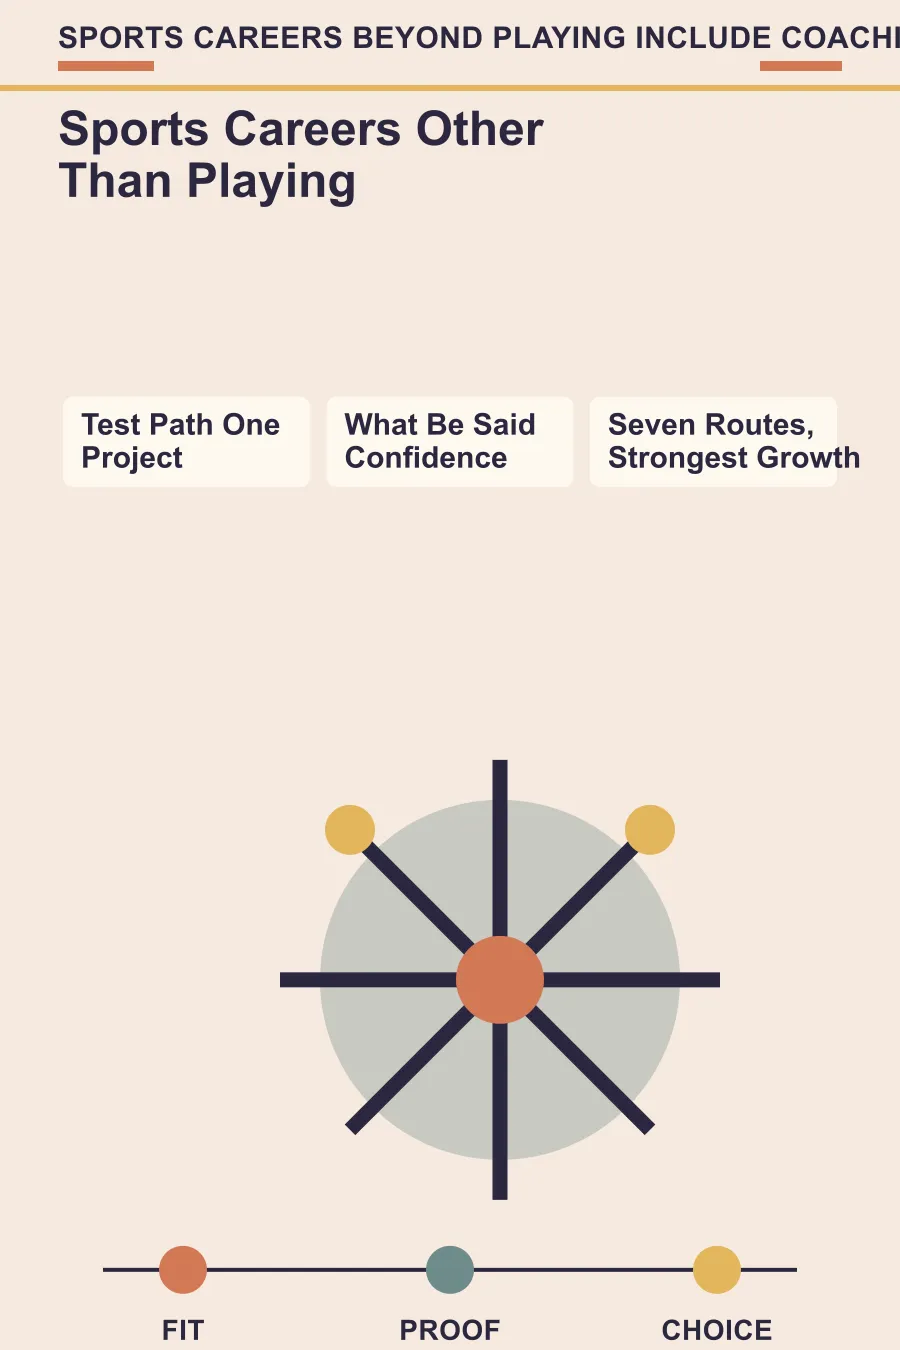 SPORTS CAREERS BEYOND PLAYING INCLUDE COACHI
Sports Careers Other
Than Playing
Test Path One
Project
What Be Said
Confidence
Seven Routes,
Strongest Growth
FIT
PROOF
CHOICE